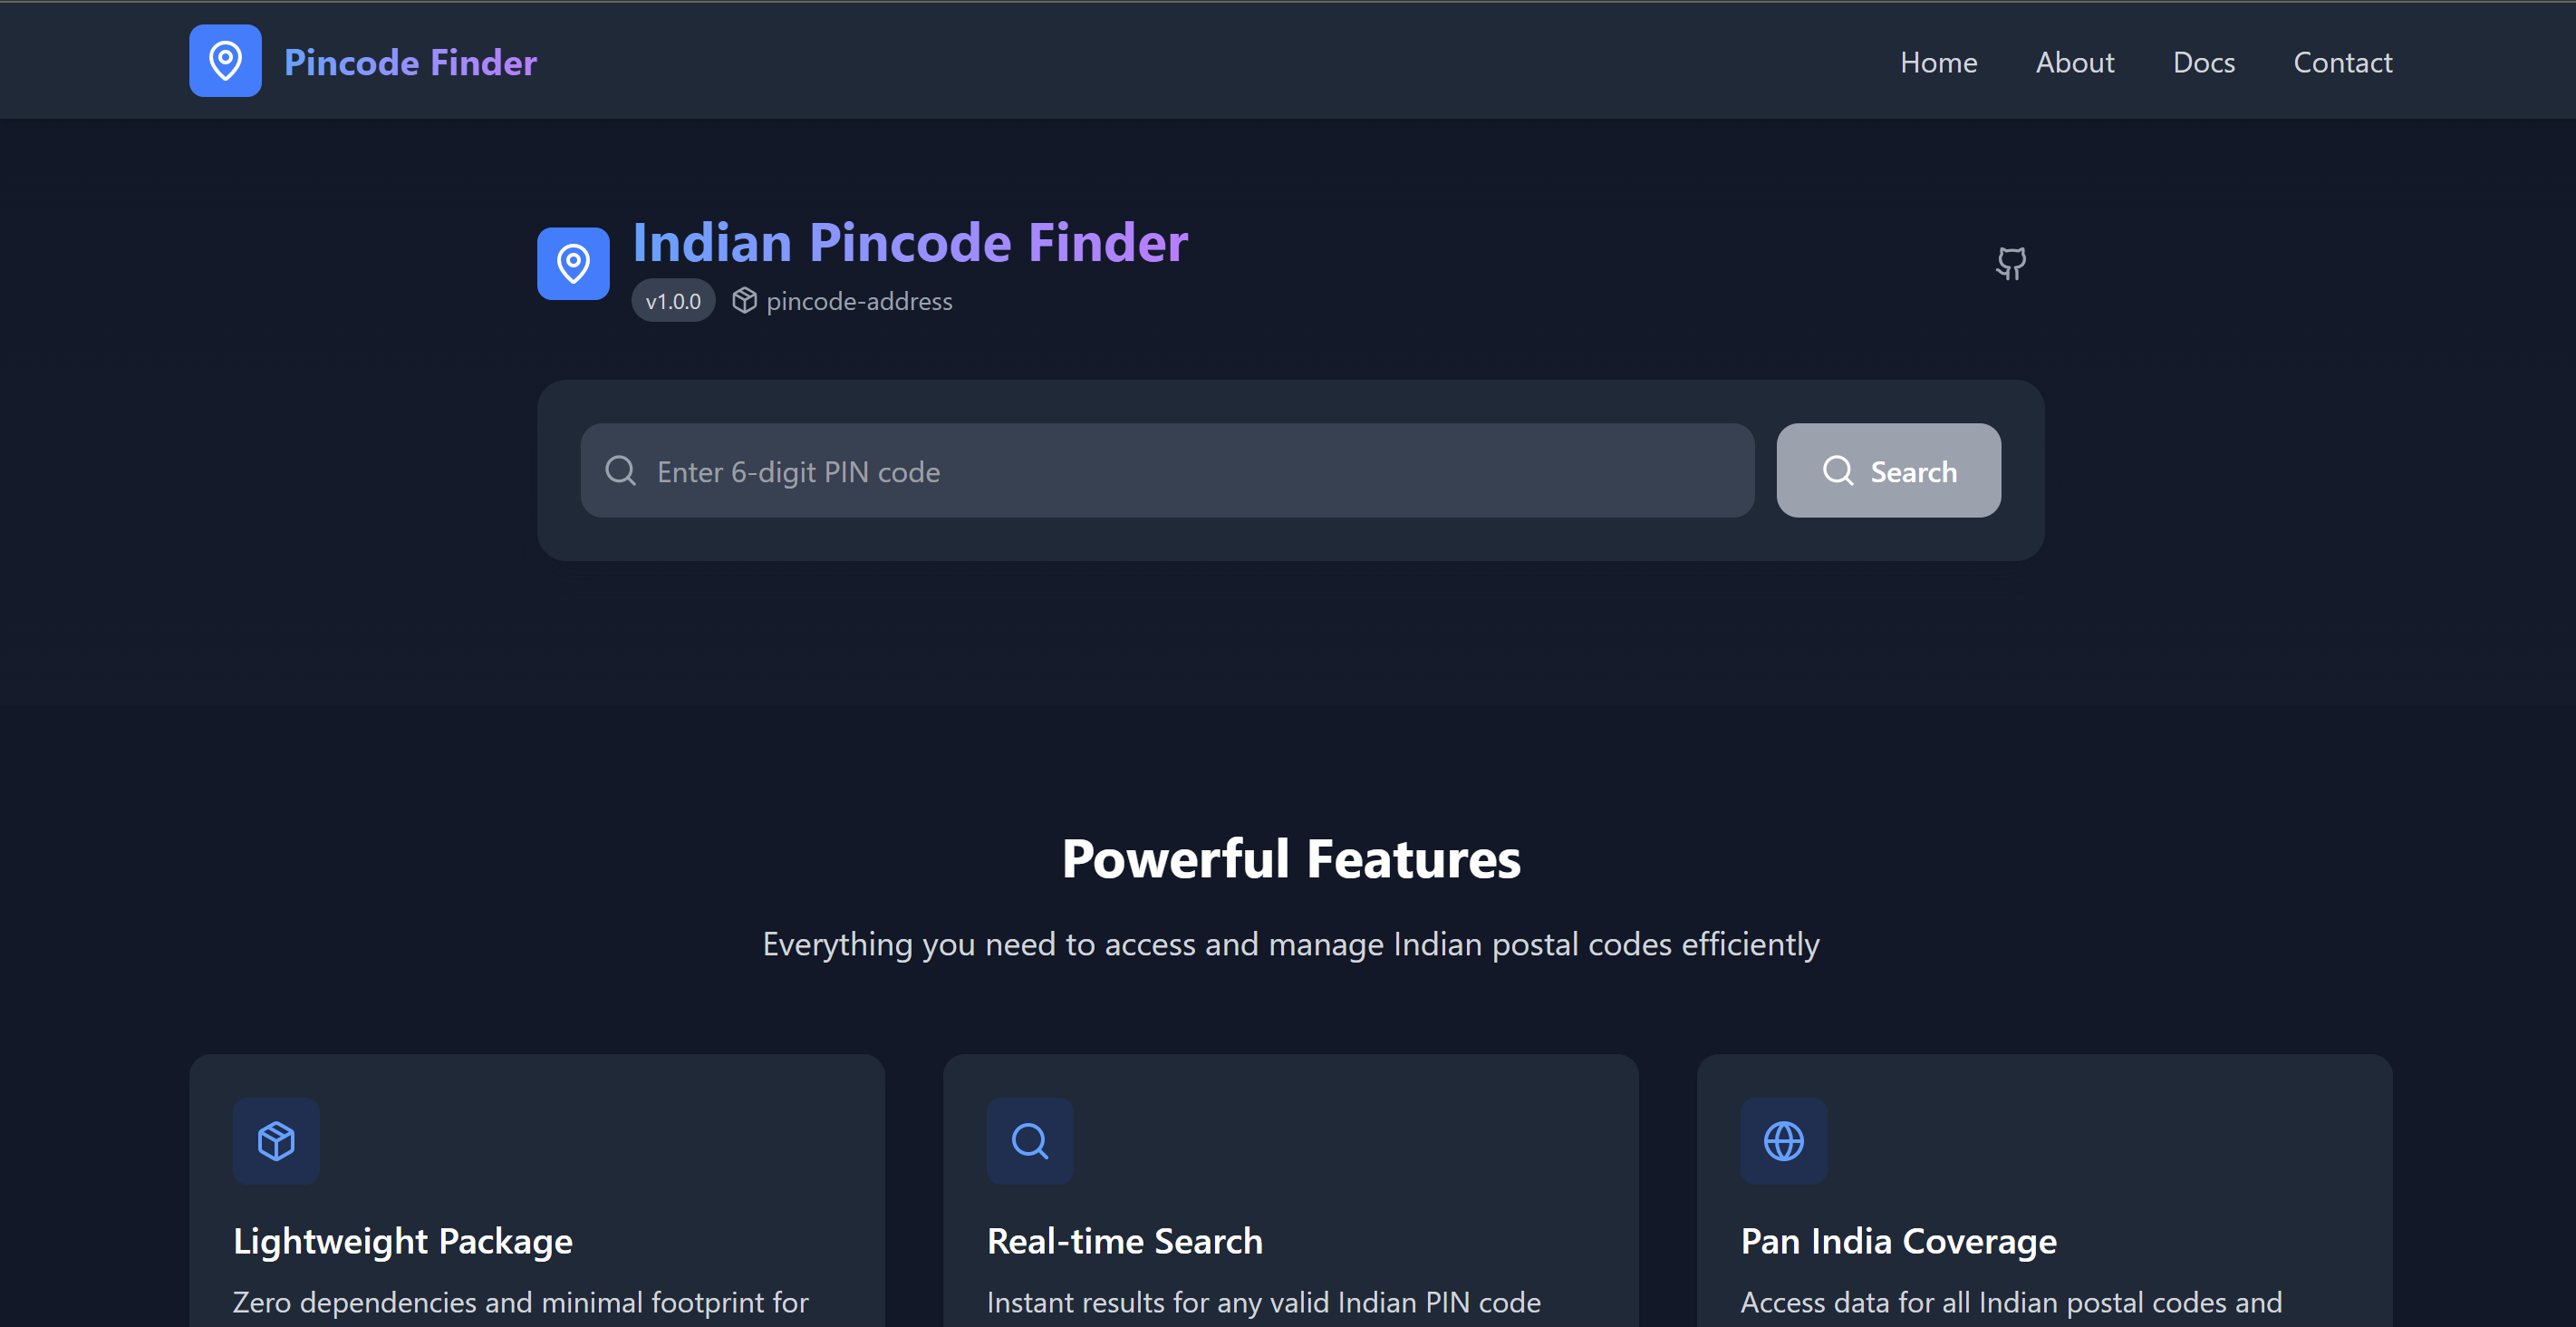 Pincode Finder
Home
About
Docs
Contact
Indian Pincode Finder
v1.0.0
pincode-address
Enter 6-digit PIN code
Search
Powerful Features
Everything you need to access and manage Indian postal codes efficiently
Lightweight Package
Zero dependencies and minimal footprint for
Real-time Search
Instant results for any valid Indian PIN code
Pan India Coverage
Access data for all Indian postal codes and